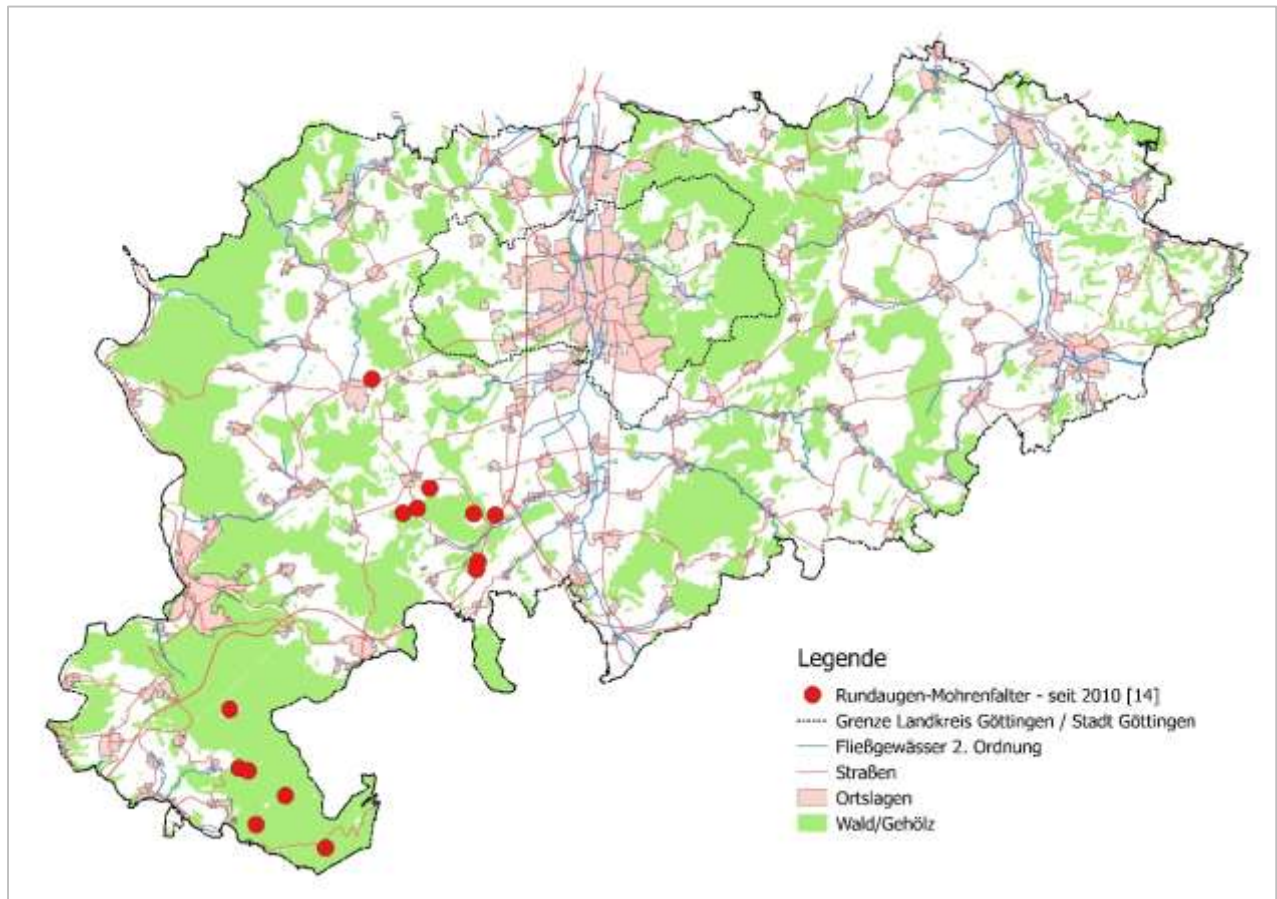 Legende
Rundaugen-Mohrenfalter - seit 2010 [14]
Grenze Landkreis Göttingen / Stadt Göttingen
Fließgewässer 2. Ordnung
Straßen
Ortslagen
Wald/Gehölz